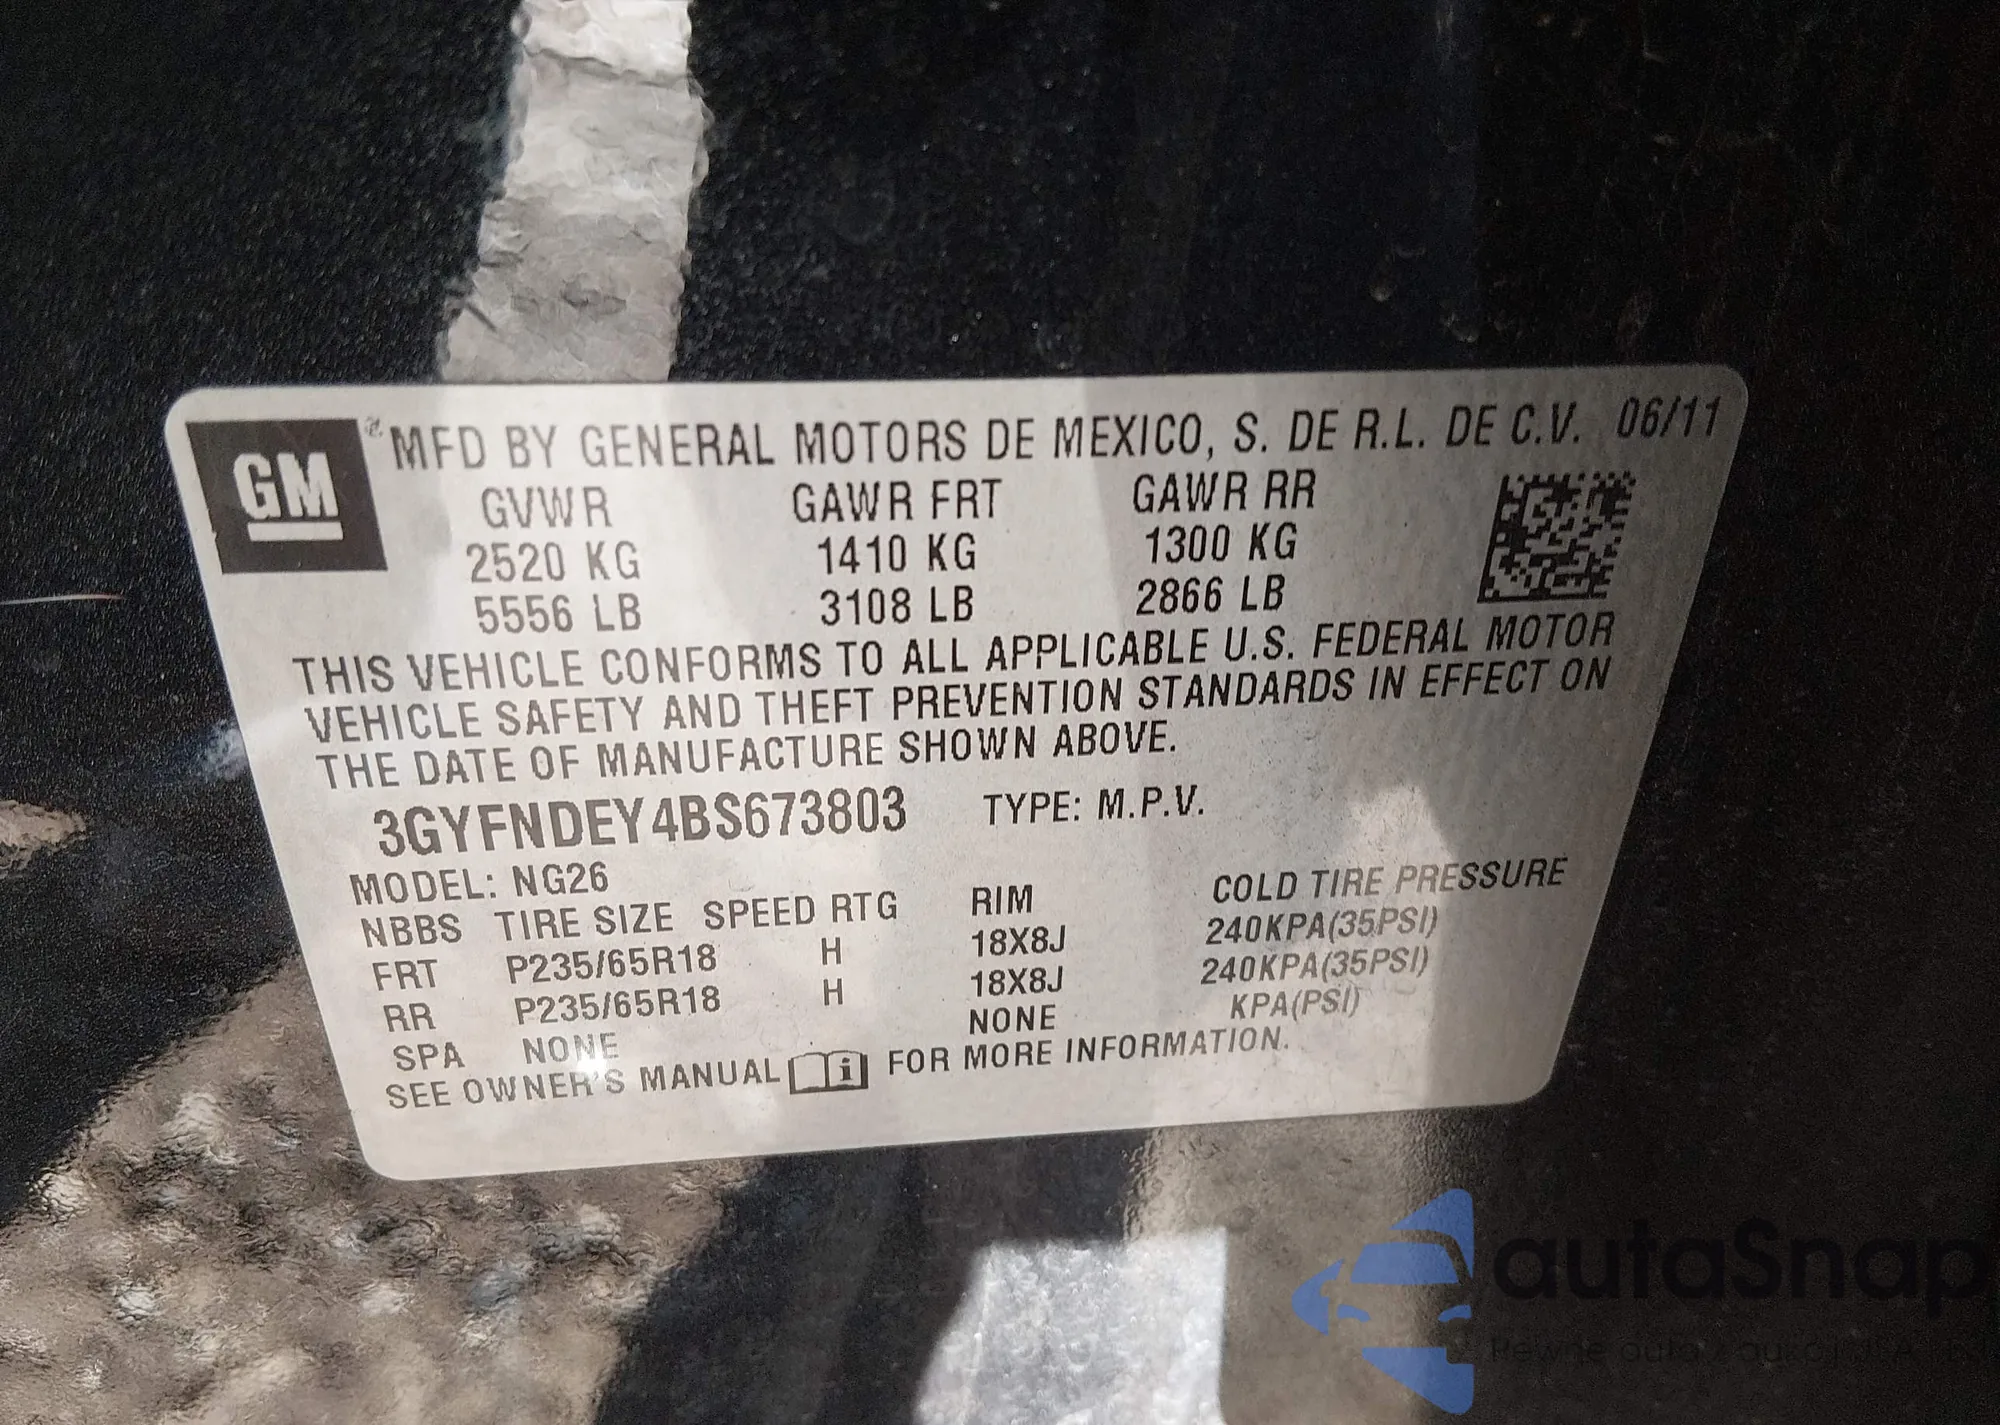 GM
MFD BY GENERAL MOTORS DE MEXICO, S. DE R.L. DE C.V. 06/11
GVWR GAWR FRT GAWR RR
2520 KG 1410 KG 1300 KG
5556 LB 3108 LB 2866 LB
THIS VEHICLE CONFORMS TO ALL APPLICABLE U.S. FEDERAL MOTOR
VEHICLE SAFETY AND THEFT PREVENTION STANDARDS IN EFFECT ON
THE DATE OF MANUFACTURE SHOWN ABOVE.
3GYFNDEY4BS673803 TYPE: M.P.V.
MODEL: NG26
NBBS TIRE SIZE SPEED RTG RIM COLD TIRE PRESSURE
FRT P235/65R18 H 18X8J 240KPA(35PSI)
RR P235/65R18 H 18X8J 240KPA(35PSI)
SPA NONE NONE KPA(PSI)
SEE OWNER'S MANUAL i FOR MORE INFORMATION.
autaSnap